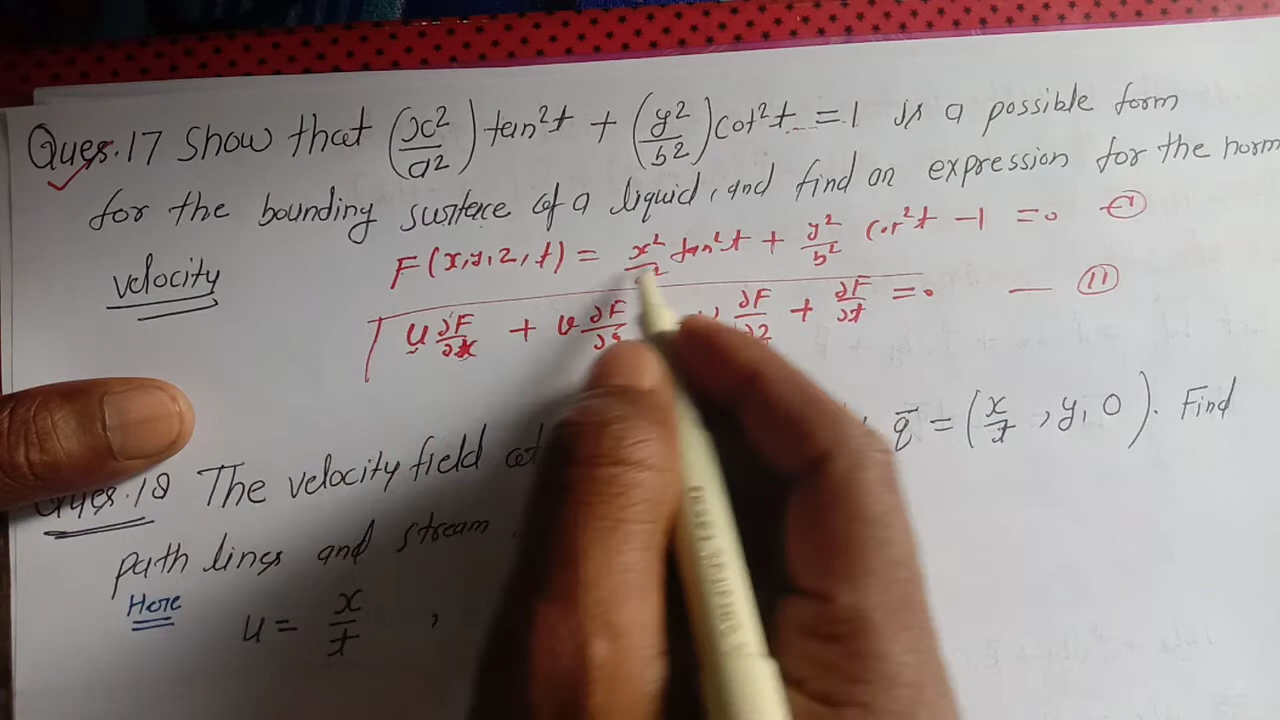 Ques.17 Show that (x²/a²) tan²t + (y²/b²) cot²t = 1 is a possible form
for the bounding surface of a liquid, and find an expression for the norm
velocity
F(x,y,z,t) = x²/a² tan²t + y²/b² cot²t - 1 = 0 — (I)
u ∂F/∂x + v ∂F/∂y ∂F/∂z + ∂F/∂t = 0 — (II)
Ques.18 The velocity field at q̄ = (x/t, y, 0). Find
path lines and stream
Here
u = x/t ,